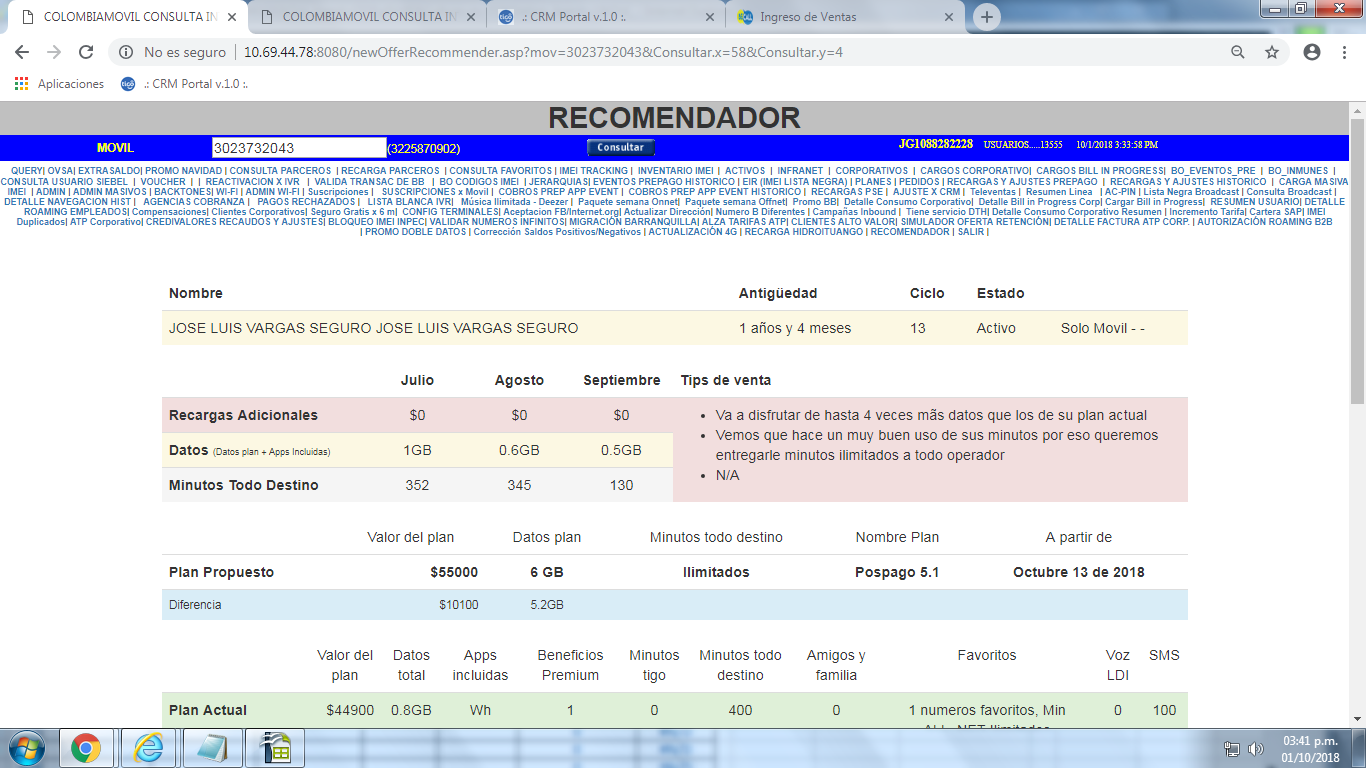 COLOMBIAMOVIL CONSULTA IN
COLOMBIAMOVIL CONSULTA IN
.: CRM Portal v.1.0 :.
Ingreso de Ventas
No es seguro | 10.69.44.78:8080/newOfferRecommender.asp?mov=3023732043&Consultar.x=58&Consultar.y=4
Aplicaciones .: CRM Portal v.1.0 :.
RECOMENDADOR
MOVIL 3023732043 (3225870902) Consultar JG1088282228 USUARIOS.....13555 10/1/2018 3:33:58 PM
QUERY| OVSA| EXTRASALDO| PROMO NAVIDAD | CONSULTA PARCEROS | RECARGA PARCEROS | CONSULTA FAVORITOS | IMEI TRACKING | INVENTARIO IMEI | ACTIVOS | INFRANET | CORPORATIVOS | CARGOS CORPORATIVO| CARGOS BILL IN PROGRESS| BO_EVENTOS_PRE | BO_INMUNES |
CONSULTA USUARIO SIEBEL | VOUCHER | | REACTIVACION X IVR | VALIDA TRANSAC DE BB | BO CODIGOS IMEI | JERARQUIAS| EVENTOS PREPAGO HISTORICO | EIR (IMEI LISTA NEGRA) | PLANES | PEDIDOS | RECARGAS Y AJUSTES PREPAGO | RECARGAS Y AJUSTES HISTORICO | CARGA MASIVA
IMEI | ADMIN | ADMIN MASIVOS | BACKTONES| WI-FI | ADMIN WI-FI | Suscripciones | SUSCRIPCIONES x Movil | COBROS PREP APP EVENT | COBROS PREP APP EVENT HISTORICO | RECARGAS PSE | AJUSTE X CRM | Televentas | Resumen Linea | AC-PIN | Lista Negra Broadcast | Consulta Broadcast |
DETALLE NAVEGACION HIST | AGENCIAS COBRANZA | PAGOS RECHAZADOS | LISTA BLANCA IVR| Música Ilimitada - Deezer | Paquete semana Onnet| Paquete semana Offnet| Promo BB| Detalle Consumo Corporativo| Detalle Bill in Progress Corp| Cargar Bill in Progress| RESUMEN USUARIO| DETALLE
ROAMING EMPLEADOS| Compensaciones| Clientes Corporativos| Seguro Gratis x 6 m| CONFIG TERMINALES| Aceptacion FB/Internet.org| Actualizar Dirección| Numero B Diferentes | Campañas Inbound | Tiene servicio DTH| Detalle Consumo Corporativo Resumen | Incremento Tarifa| Cartera SAP| IMEI
Duplicados| ATP Corporativo| CREDIVALORES RECAUDOS Y AJUSTES| BLOQUEO IMEI INPEC| VALIDAR NUMEROS INFINITOS| MIGRACIÓN BARRANQUILLA| ALZA TARIFAS ATP| CLIENTES ALTO VALOR| SIMULADOR OFERTA RETENCIÓN| DETALLE FACTURA ATP CORP. | AUTORIZACIÓN ROAMING B2B
| PROMO DOBLE DATOS | Corrección Saldos Positivos/Negativos | ACTUALIZACIÓN 4G | RECARGA HIDROITUANGO | RECOMENDADOR | SALIR |
Nombre Antigüedad Ciclo Estado
JOSE LUIS VARGAS SEGURO JOSE LUIS VARGAS SEGURO 1 años y 4 meses 13 Activo Solo Movil - -
Julio Agosto Septiembre Tips de venta
Recargas Adicionales $0 $0 $0
Datos (Datos plan + Apps Incluidas) 1GB 0.6GB 0.5GB
Minutos Todo Destino 352 345 130
• Va a disfrutar de hasta 4 veces mãs datos que los de su plan actual
• Vemos que hace un muy buen uso de sus minutos por eso queremos
entregarle minutos ilimitados a todo operador
• N/A
Valor del plan Datos plan Minutos todo destino Nombre Plan A partir de
Plan Propuesto $55000 6 GB Ilimitados Pospago 5.1 Octubre 13 de 2018
Diferencia $10100 5.2GB
Valor del plan Datos total Apps incluidas Beneficios Premium Minutos tigo Minutos todo destino Amigos y familia Favoritos Voz LDI SMS
Plan Actual $44900 0.8GB Wh 1 0 400 0 1 numeros favoritos, Min 0 100
03:41 p.m.
01/10/2018